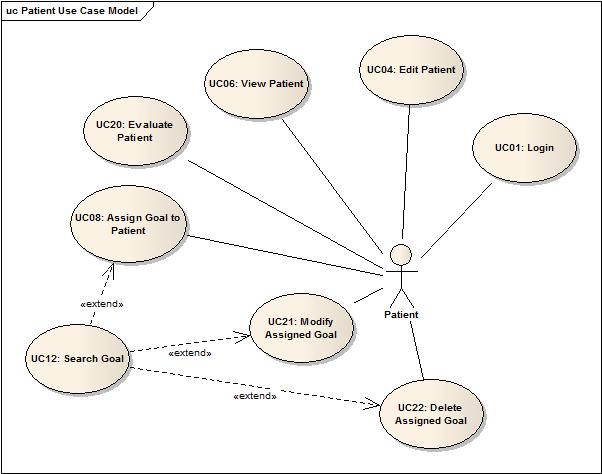 uc Patient Use Case Model
UC06: View Patient
UC04: Edit Patient
UC20: Evaluate
Patient
UC01: Login
UC08: Assign Goal to
Patient
Patient
«extend»
UC21: Modify
Assigned Goal
UC12: Search Goal
«extend»
«extend»
UC22: Delete
Assigned Goal